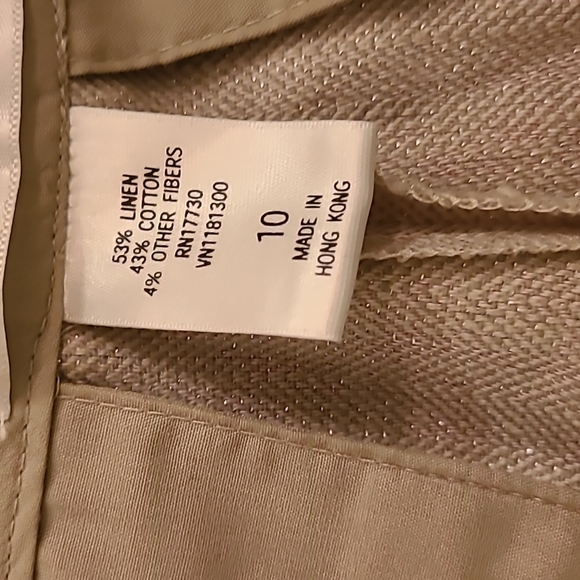 53% LINEN
43% COTTON
4% OTHER FIBERS
RN17730
VN1181300
10
MADE IN
HONG KONG